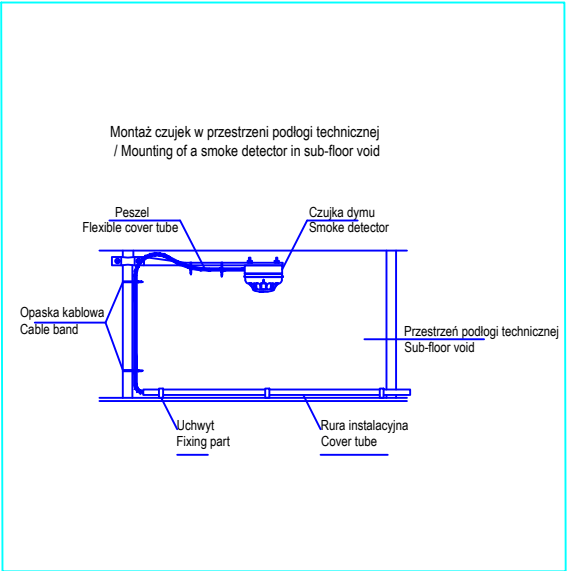 Montaż czujek w przestrzeni podłogi technicznej
/ Mounting of a smoke detector in sub-floor void
Peszel
Flexible cover tube
Czujka dymu
Smoke detector
Opaska kablowa
Cable band
Przestrzeń podłogi technicznej
Sub-floor void
Uchwyt
Fixing part
Rura instalacyjna
Cover tube